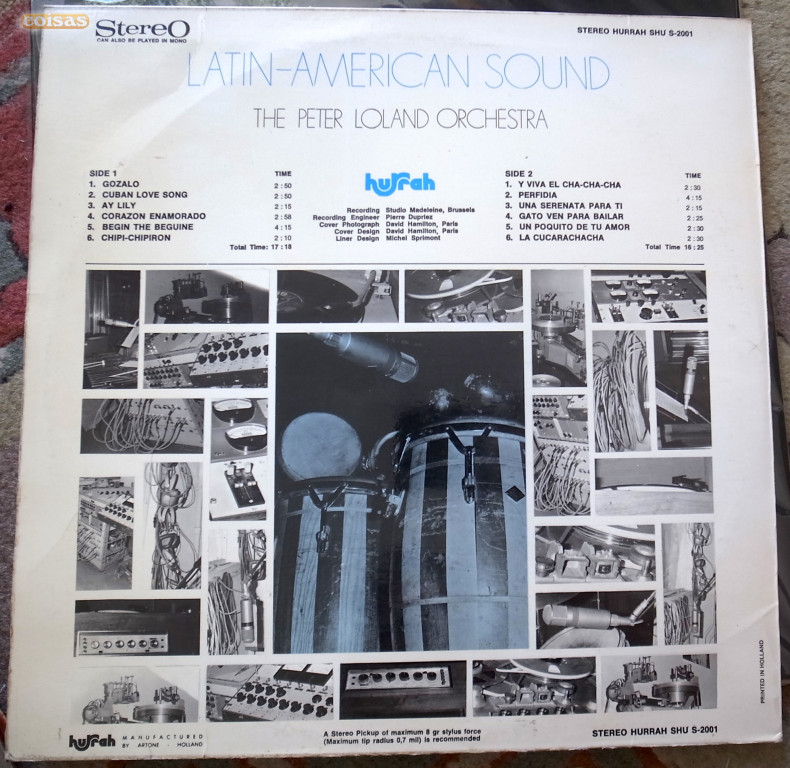 coisas
StereO
CAN ALSO BE PLAYED IN MONO
STEREO HURRAH SHU S-2001
LATIN-AMERICAN SOUND
THE PETER LOLAND ORCHESTRA
SIDE 1 TIME
1. GOZALO 2:50
2. CUBAN LOVE SONG 2:50
3. AY LILY 2:15
4. CORAZON ENAMORADO 2:58
5. BEGIN THE BEGUINE 4:15
6. CHIPI-CHIPIRON 2:10
Total Time: 17:18
hurrah
Recording Studio Madeleine, Brussels
Recording Engineer Pierre Dupriez
Cover Photograph David Hamilton, Paris
Cover Design David Hamilton, Paris
Liner Design Michel Sprimont
SIDE 2 TIME
1. Y VIVA EL CHA-CHA-CHA 2:30
2. PERFIDIA 4:15
3. UNA SERENATA PARA TI 2:15
4. GATO VEN PARA BAILAR 2:25
5. UN POQUITO DE TU AMOR 2:30
6. LA CUCARACHACHA 2:30
Total Time 16:25
PRINTED IN HOLLAND
hurrah
MANUFACTURED
BY ARTONE - HOLLAND
A Stereo Pickup of maximum 8 gr stylus force
(Maximum tip radius 0,7 mil) is recommended
STEREO HURRAH SHU S-2001